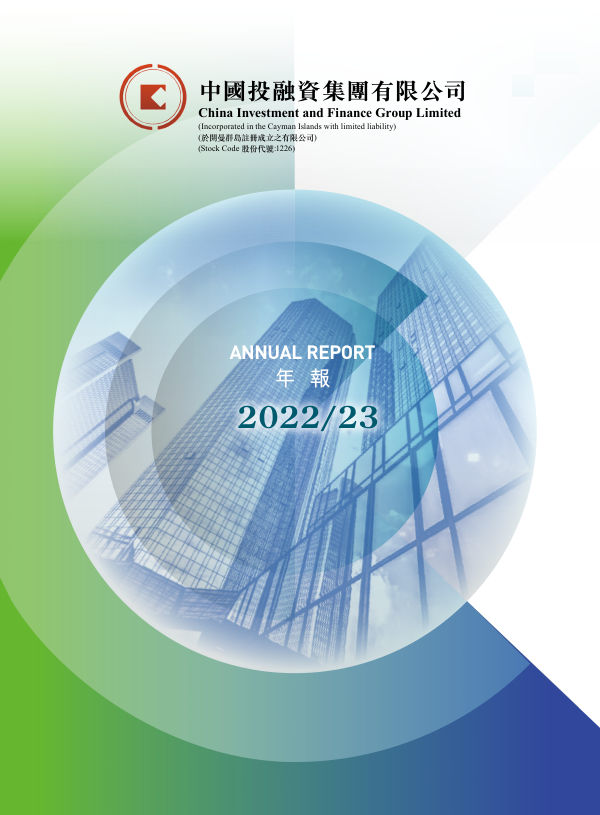 中國投融資集團有限公司
China Investment and Finance Group Limited
(Incorporated in the Cayman Islands with limited liability)
(於開曼群島註冊成立之有限公司)
(Stock Code 股份代號:1226)
ANNUAL REPORT
年 報
2022/23